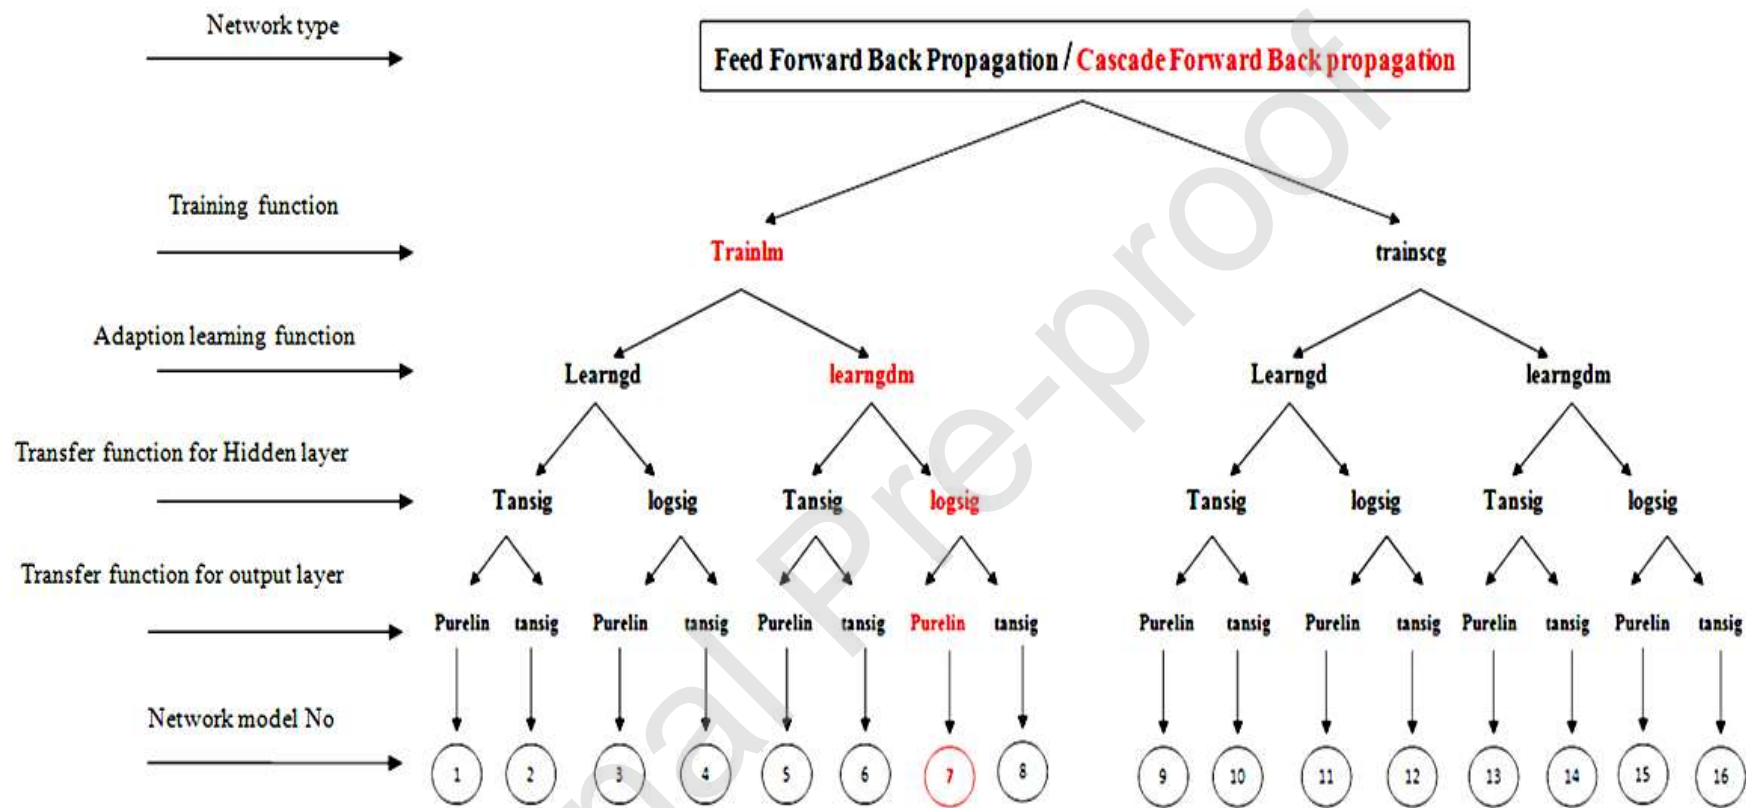 Network type
Feed Forward Back Propagation / Cascade Forward Back propagation
Training function
Trainlm trainscg
Adaption learning function
Learngd learngdm Learngd learngdm
Transfer function for Hidden layer
Tansig logsig Tansig logsig Tansig logsig Tansig logsig
Transfer function for output layer
Purelin tansig Purelin tansig Purelin tansig Purelin tansig Purelin tansig Purelin tansig Purelin tansig Purelin tansig
Network model No
1 2 3 4 5 6 7 8 9 10 11 12 13 14 15 16
nal Pre-proof